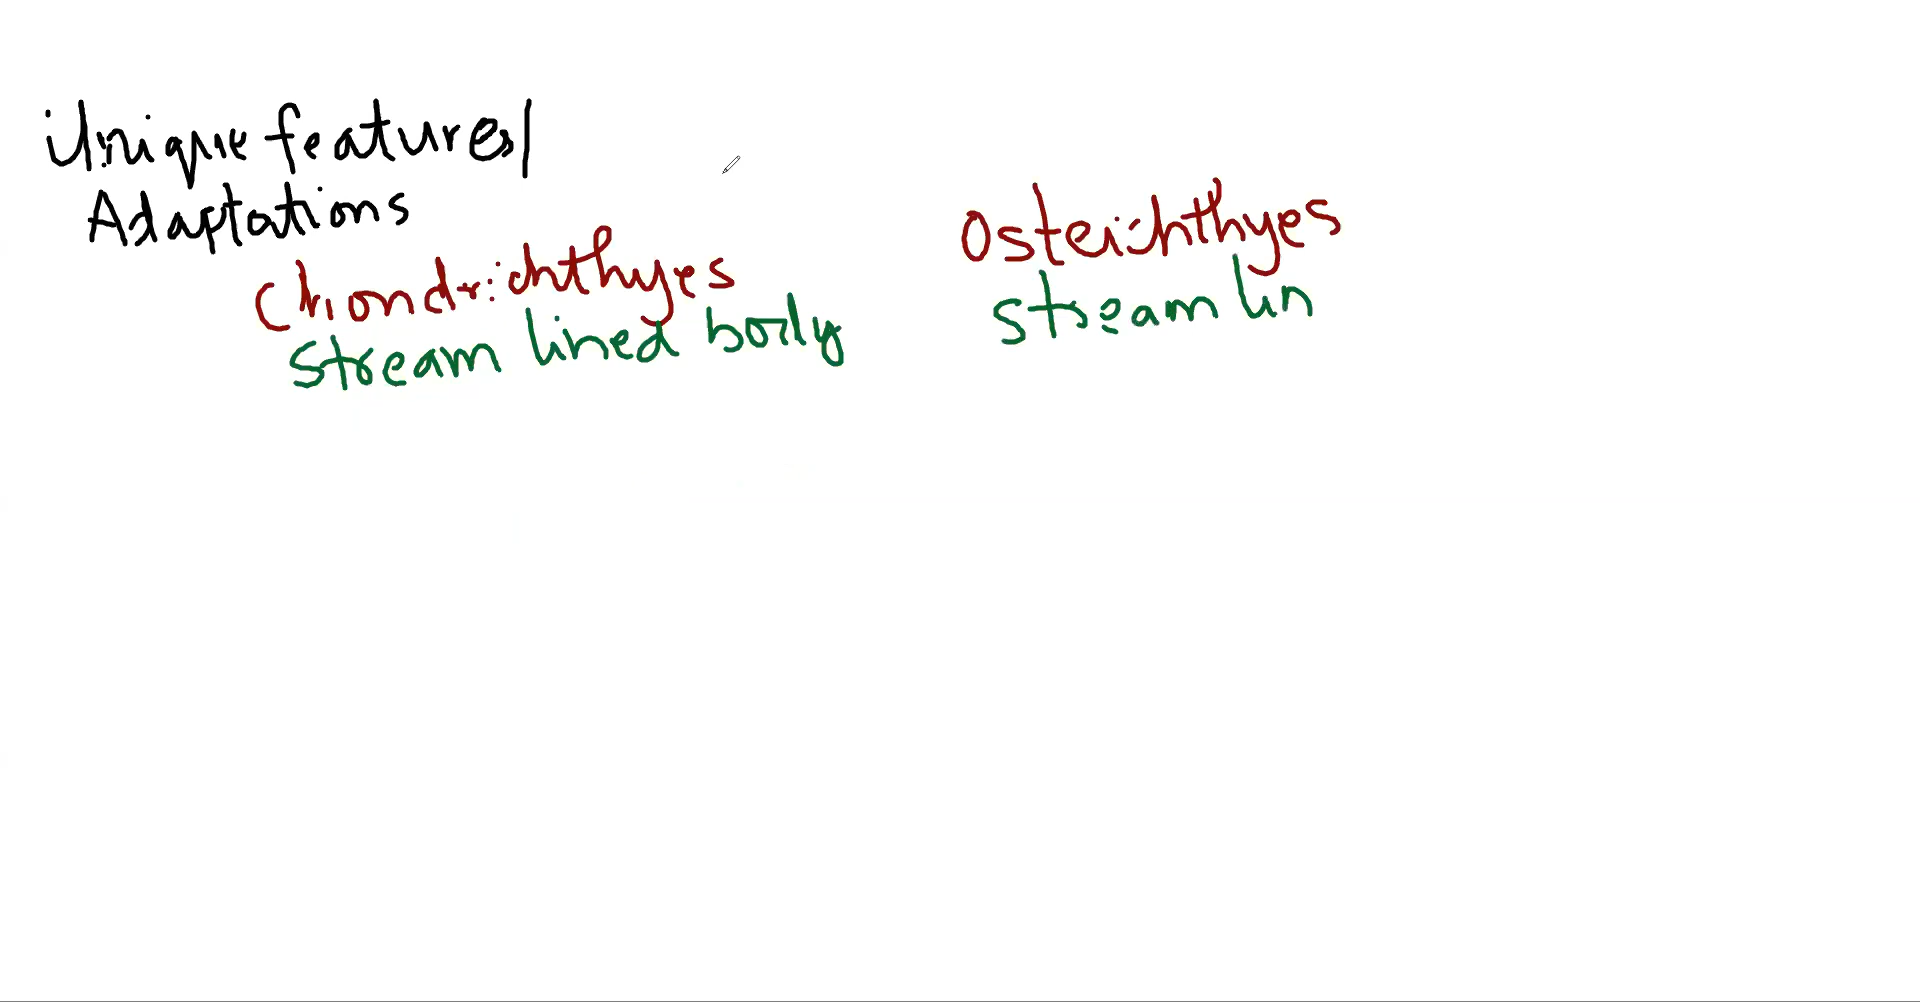 Unique features/
Adaptations
Chondrichthyes
stream lined body
Osteichthyes
stream lin